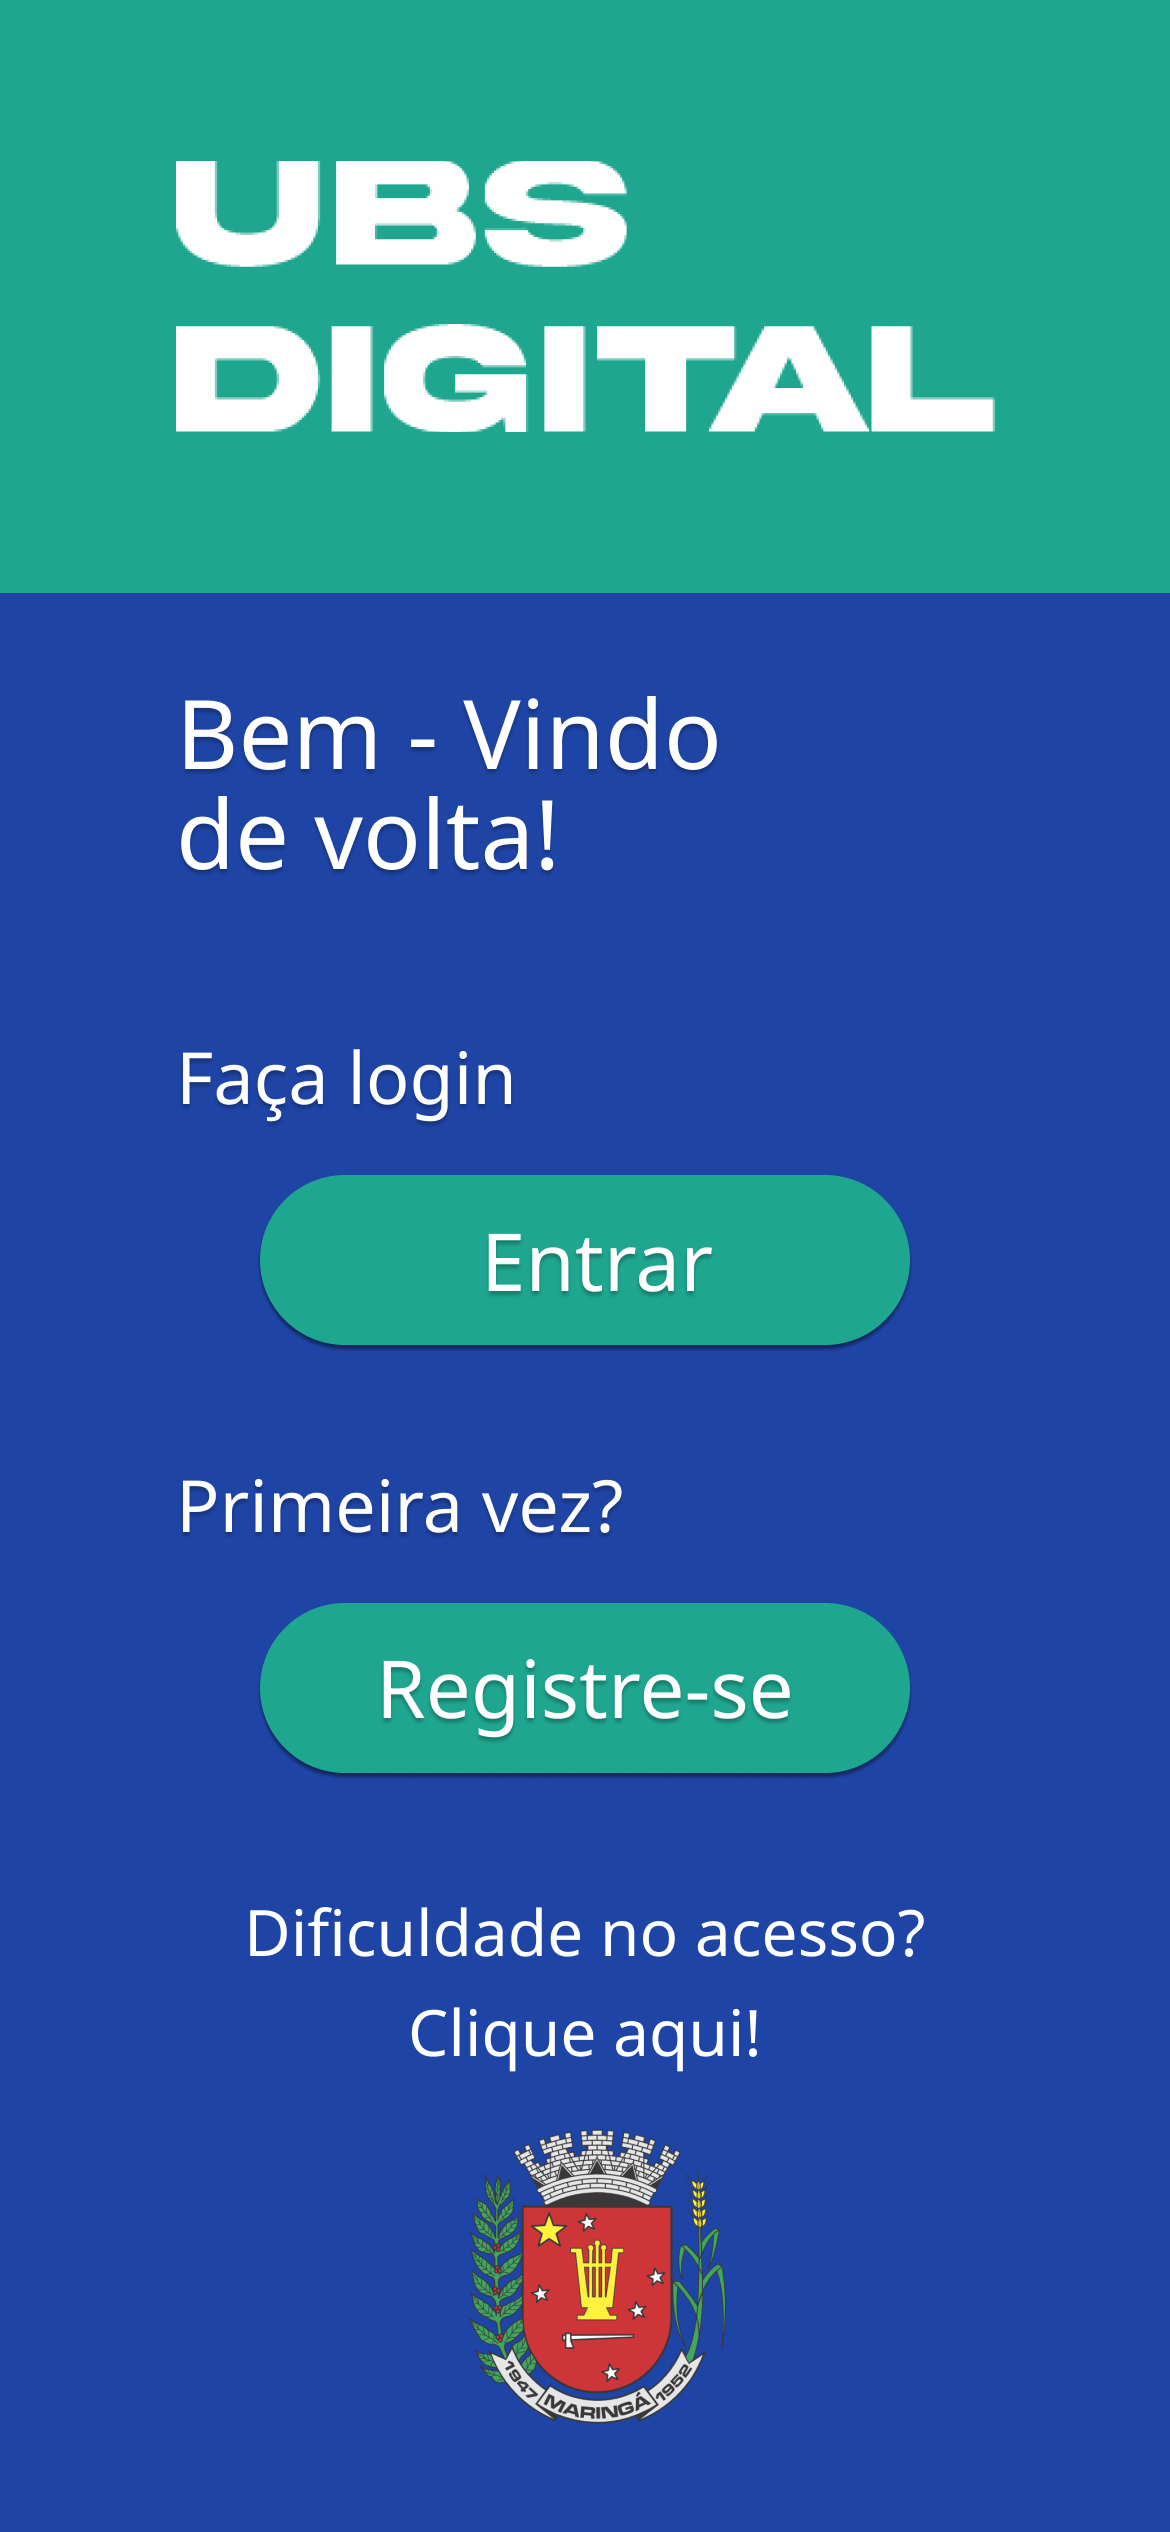 UBS
DIGITAL
Bem - Vindo
de volta!
Faça login
Entrar
Primeira vez?
Registre-se
Dificuldade no acesso?
Clique aqui!
1947 MARINGÁ 1952